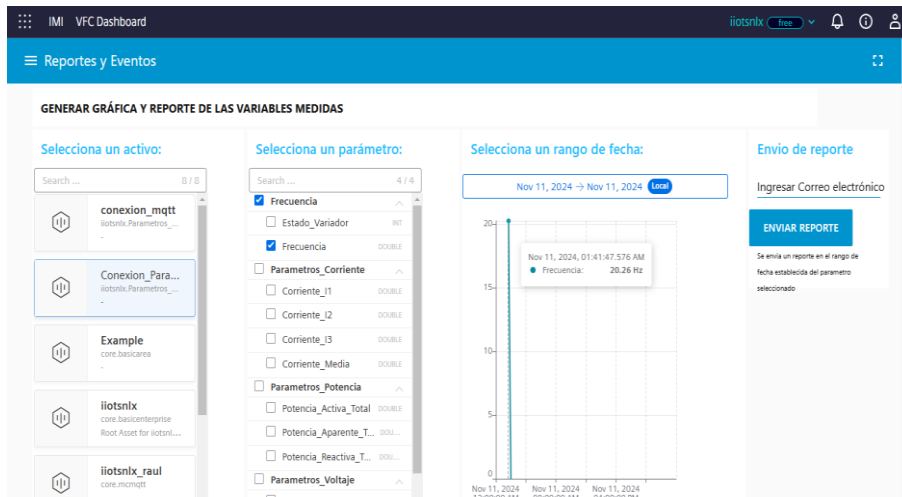 IMI VFC Dashboard
iiotsnlx free
Reportes y Eventos
GENERAR GRÁFICA Y REPORTE DE LAS VARIABLES MEDIDAS
Selecciona un activo:
Search ... 8 / 8
conexion_mqtt
iiotsnlx.Parametros_...
-
Conexion_Para...
iiotsnlx.Parametros_...
-
Example
core.basicarea
-
iiotsnlx
core.basicenterprise
Root Asset for iiotsnl...
iiotsnlx_raul
core.mcmqtt
Selecciona un parámetro:
Search ... 4 / 4
Frecuencia
Estado_Variador INT
Frecuencia DOUBLE
Parametros_Corriente
Corriente_I1 DOUBLE
Corriente_I2 DOUBLE
Corriente_I3 DOUBLE
Corriente_Media DOUBLE
Parametros_Potencia
Potencia_Activa_Total DOUBLE
Potencia_Aparente_T... DOU...
Potencia_Reactiva_T... DOU...
Parametros_Voltaje
Selecciona un rango de fecha:
Nov 11, 2024 → Nov 11, 2024 Local
20
Nov 11, 2024, 01:41:47.576 AM
Frecuencia: 20.26 Hz
15
10
5
0
Nov 11, 2024 Nov 11, 2024 Nov 11, 2024
Envio de reporte
Ingresar Correo electrónico
ENVIAR REPORTE
Se envia un reporte en el rango de
fecha establecida del parametro
seleccionado